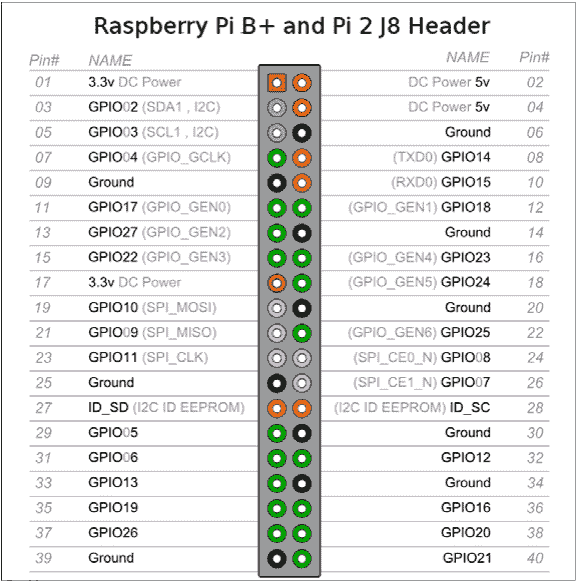 Raspberry Pi B+ and Pi 2 J8 Header
Pin# NAME NAME Pin#
01 3.3v DC Power DC Power 5v 02
03 GPIO02 (SDA1 , I2C) DC Power 5v 04
05 GPIO03 (SCL1 , I2C) Ground 06
07 GPIO04 (GPIO_GCLK) (TXD0) GPIO14 08
09 Ground (RXD0) GPIO15 10
11 GPIO17 (GPIO_GEN0) (GPIO_GEN1) GPIO18 12
13 GPIO27 (GPIO_GEN2) Ground 14
15 GPIO22 (GPIO_GEN3) (GPIO_GEN4) GPIO23 16
17 3.3v DC Power (GPIO_GEN5) GPIO24 18
19 GPIO10 (SPI_MOSI) Ground 20
21 GPIO09 (SPI_MISO) (GPIO_GEN6) GPIO25 22
23 GPIO11 (SPI_CLK) (SPI_CE0_N) GPIO08 24
25 Ground (SPI_CE1_N) GPIO07 26
27 ID_SD (I2C ID EEPROM) (I2C ID EEPROM) ID_SC 28
29 GPIO05 Ground 30
31 GPIO06 GPIO12 32
33 GPIO13 Ground 34
35 GPIO19 GPIO16 36
37 GPIO26 GPIO20 38
39 Ground GPIO21 40